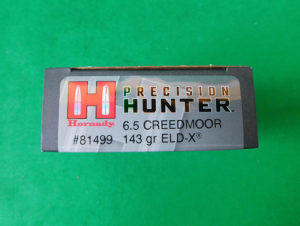 PRECISION
HUNTER.
H
Hornady
6.5 CREEDMOOR
#81499 143 gr ELD-X®